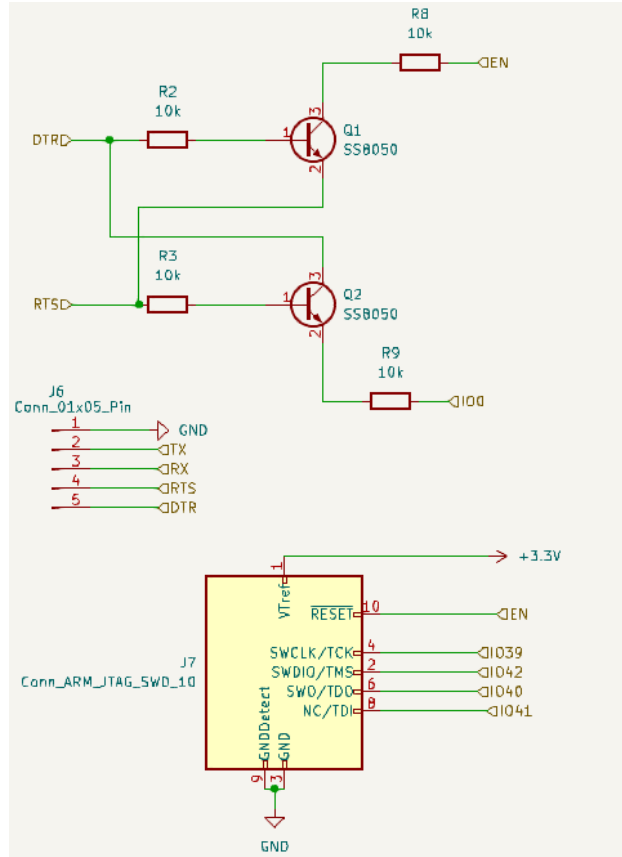 R8
10k
EN
R2
10k
DTR
1
3
2
Q1
SS8050
R3
10k
RTS
1
3
2
Q2
SS8050
R9
10k
IO0
J6
Conn_01x05_Pin
1
GND
2
TX
3
RX
4
RTS
5
DTR
1
+3.3V
VTref
RESET
10
EN
J7
Conn_ARM_JTAG_SWD_10
SWCLK/TCK
4
IO39
SWDIO/TMS
2
IO42
SWO/TDO
6
IO40
NC/TDI
8
IO41
GNDDetect
GND
9
3
GND